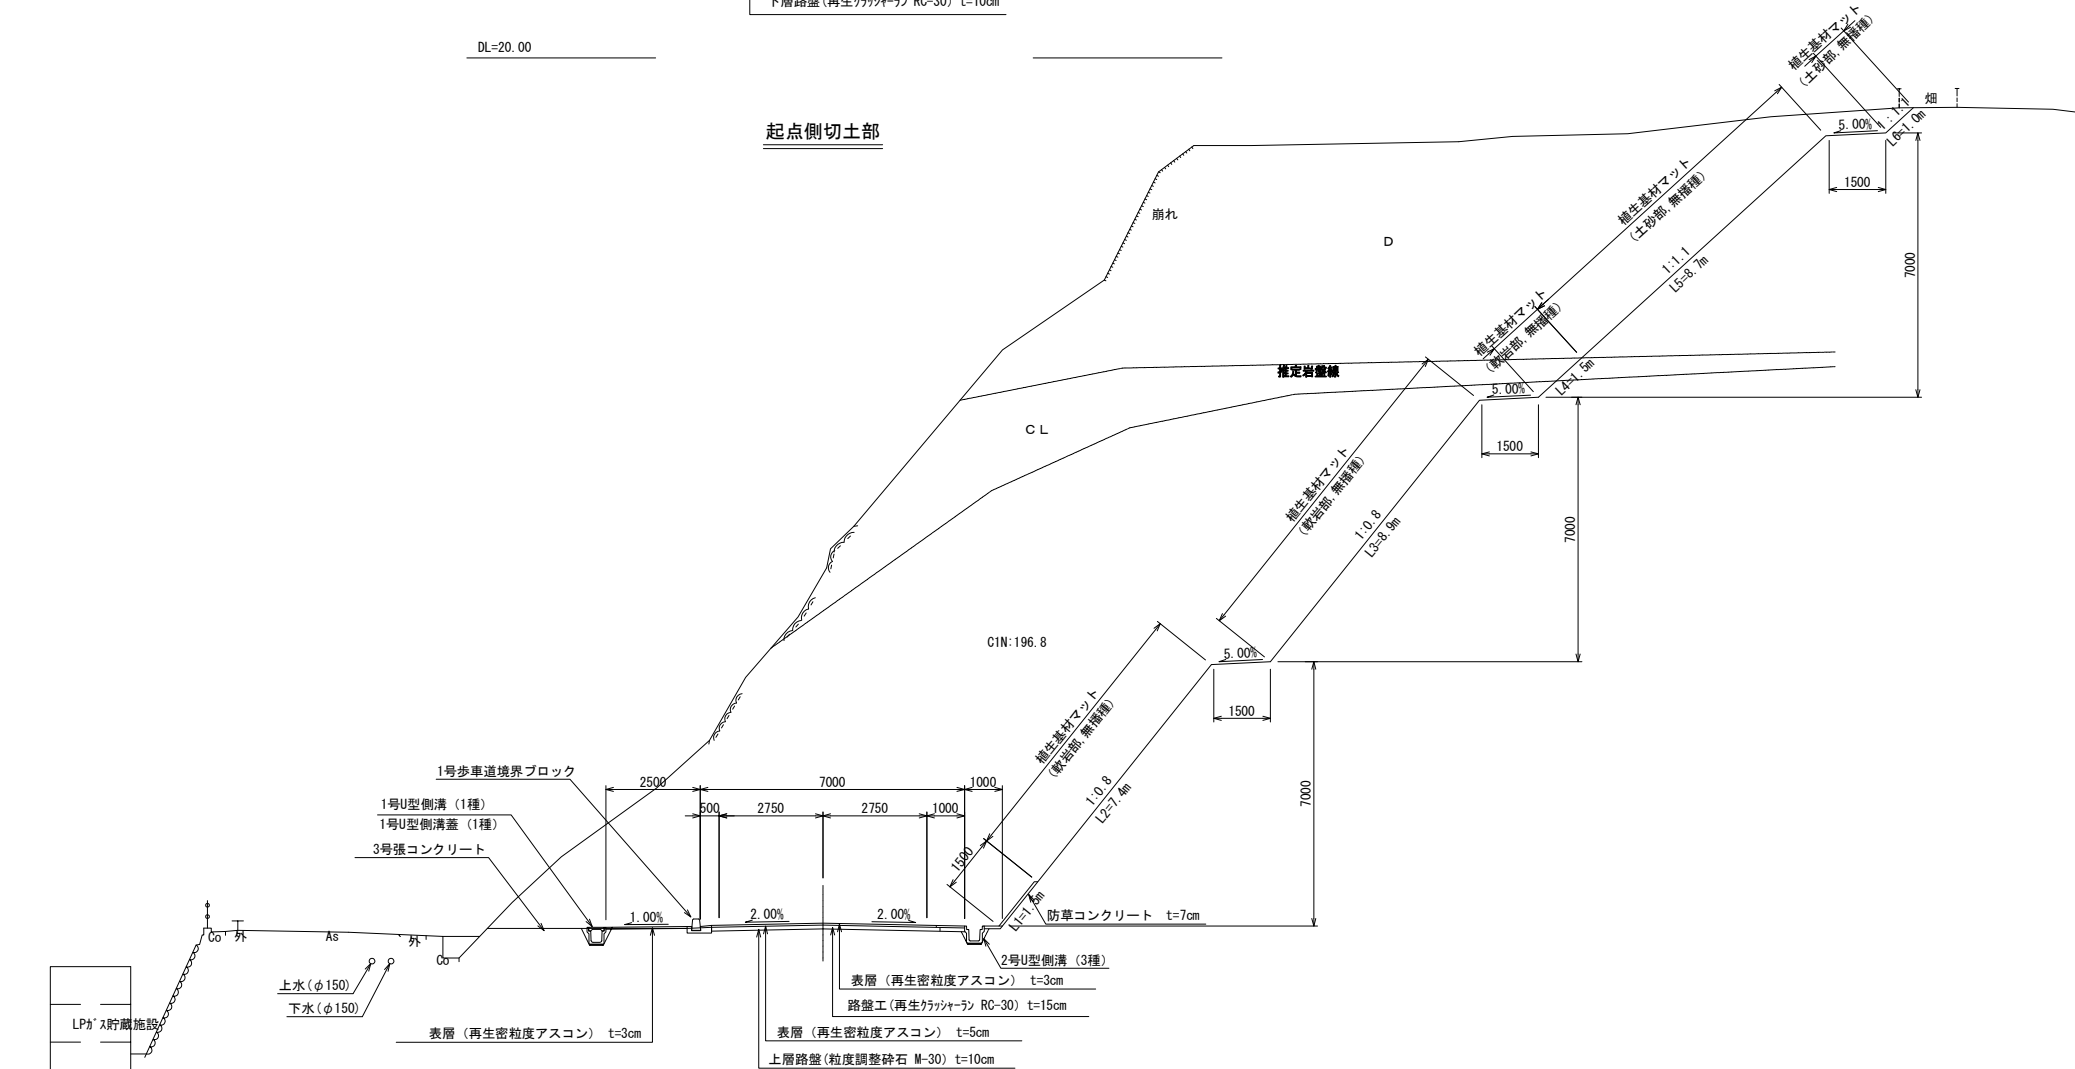 下層路盤(再生ｸﾗｯｼｬｰﾗﾝ RC-30) t=10cm
DL=20.00
起点側切土部
植生基材マット
(土砂部,無播種)
畑
1:1.1
L6=1.0m
5.00%
1500
7000
植生基材マット
(土砂部,無播種)
1:1.1
L5=8.7m
崩れ
D
植生基材マット
(軟岩部,無播種)
L4=1.5m
推定岩盤線
5.00%
1500
7000
CL
植生基材マット
(軟岩部,無播種)
1:0.8
L3=8.9m
C1N:196.8
5.00%
1500
7000
植生基材マット
(軟岩部,無播種)
1:0.8
L2=7.4m
1号歩車道境界ブロック
2500
7000
1000
1号U型側溝（1種）
1号U型側溝蓋（1種）
500
2750
2750
1000
3号張コンクリート
1500
L1=1.5m
1.00%
2.00%
2.00%
防草コンクリート t=7cm
Co
外
As
外
Co
2号U型側溝（3種）
上水(φ150)
下水(φ150)
表層（再生密粒度アスコン） t=3cm
路盤工(再生ｸﾗｯｼｬｰﾗﾝ RC-30) t=15cm
LPｶﾞｽ貯蔵施設
表層（再生密粒度アスコン） t=3cm
表層（再生密粒度アスコン） t=5cm
上層路盤(粒度調整砕石 M-30) t=10cm